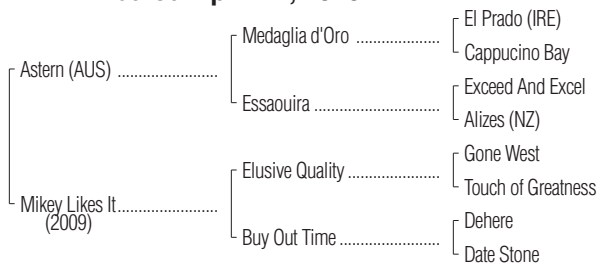 El Prado (IRE)
Medaglia d'Oro
Cappucino Bay
Astern (AUS)
Exceed And Excel
Essaouira
Alizes (NZ)
Gone West
Elusive Quality
Touch of Greatness
Mikey Likes It
(2009)
Dehere
Buy Out Time
Date Stone